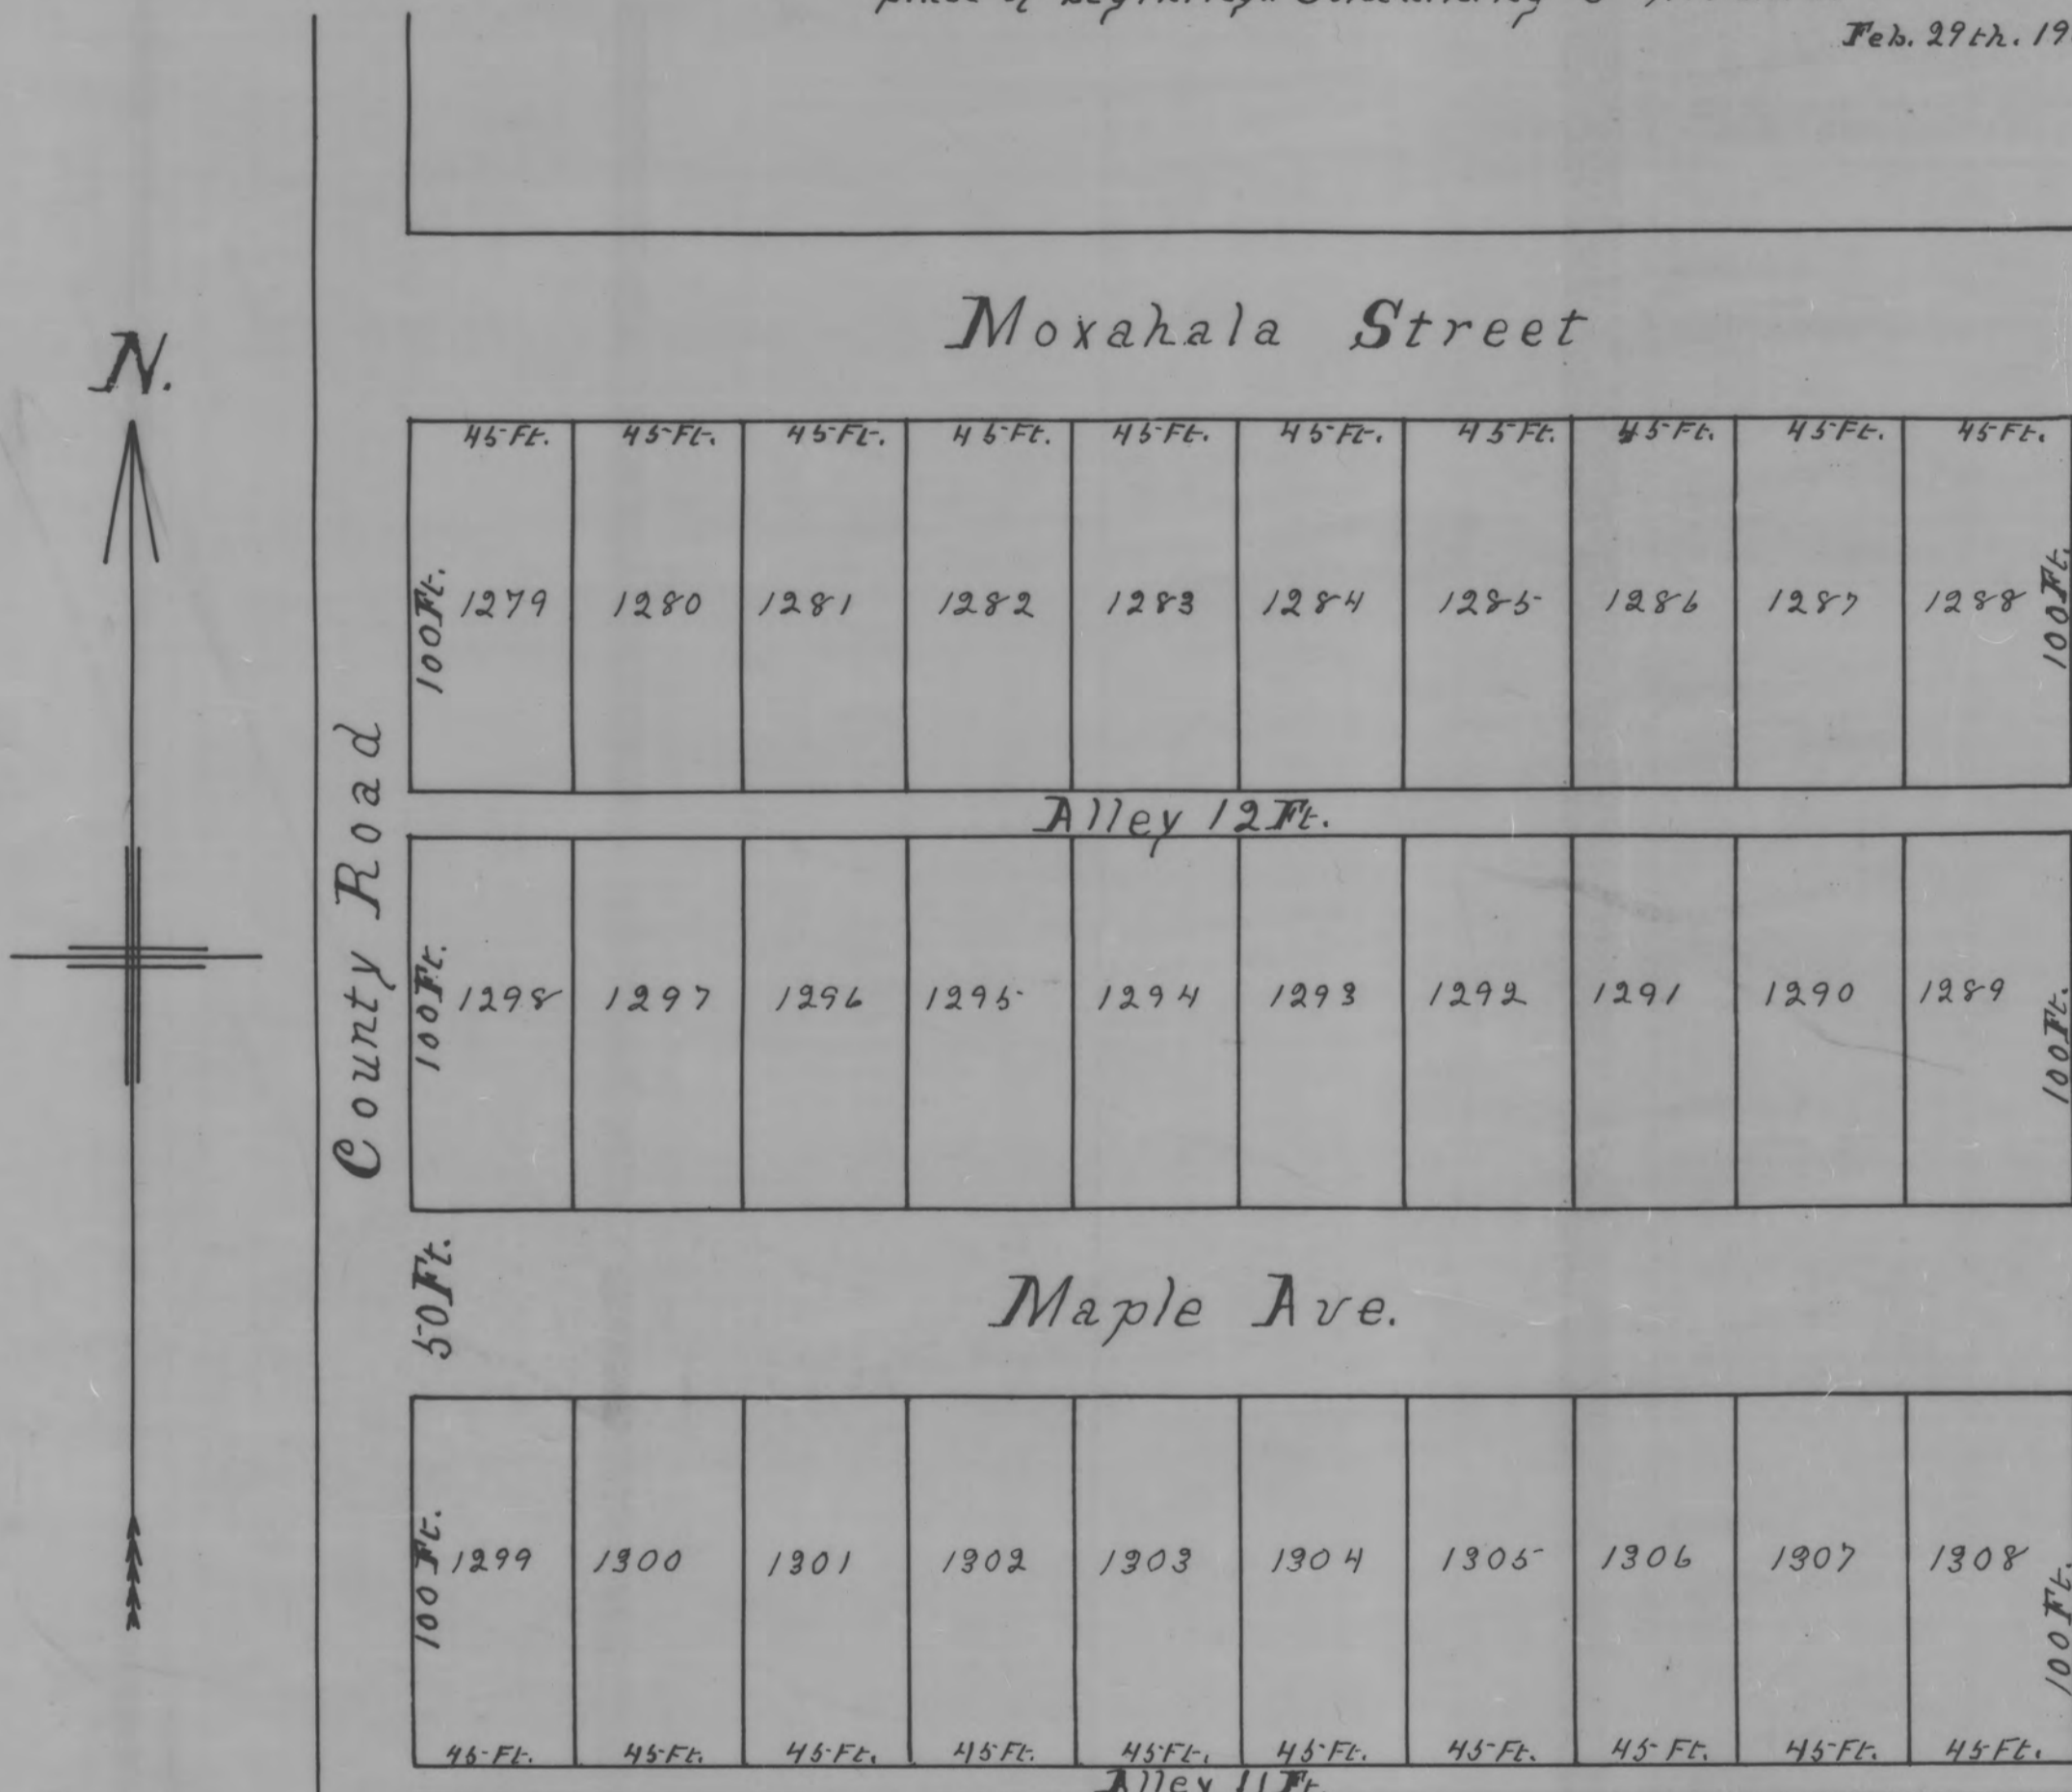 Feb. 29th. 19
Moxahala Street
N.
45 Ft. 45 Ft. 45 Ft. 45 Ft. 45 Ft. 45 Ft. 45 Ft. 45 Ft. 45 Ft. 45 Ft.
100 Ft. 1279 1280 1281 1282 1283 1284 1285 1286 1287 1288 100 Ft.
County Road
Alley 12 Ft.
100 Ft. 1298 1297 1296 1295 1294 1293 1292 1291 1290 1289 100 Ft.
50 Ft.
Maple Ave.
100 Ft. 1299 1300 1301 1302 1303 1304 1305 1306 1307 1308 100 Ft.
45 Ft. 45 Ft. 45 Ft. 45 Ft. 45 Ft. 45 Ft. 45 Ft. 45 Ft. 45 Ft. 45 Ft.
Alley 11 Ft.